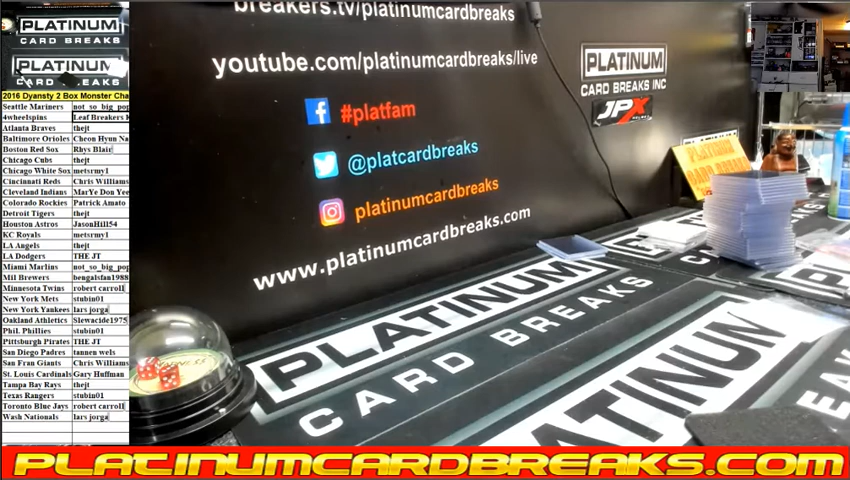 PLATINUM
CARD BREAKS
PLATINUM
CARD BREAKS
2016 Dyansty 2 Box Monster Cha
Seattle Mariners not_so_big_pop
4wheelspins Leaf Breakers K
Atlanta Braves thejt
Baltimore Orioles Cheon Hyun Na
Boston Red Sox Rhys Blair
Chicago Cubs thejt
Chicago White Sox metsrmy1
Cincinnati Reds Chris Williams
Cleveland Indians MarYe Don Yee
Colorado Rockies Patrick Amato
Detroit Tigers thejt
Houston Astros JasonHill54
KC Royals metsrmy1
LA Angels thejt
LA Dodgers THE JT
Miami Marlins not_so_big_pop
Mil Brewers bengalsfan1988
Minnesota Twins robert carroll
New York Mets stubin01
New York Yankees lars jorga
Oakland Athletics Slewacide1975
Phil. Phillies stubin01
Pittsburgh Pirates THE JT
San Diego Padres tannen wels
San Fran Giants Chris Williams
St. Louis Cardinals Gary Huffman
Tampa Bay Rays thejt
Texas Rangers stubin01
Toronto Blue Jays robert carroll
Wash Nationals lars jorga
breakers.tv/platinumcardbreaks
youtube.com/platinumcardbreaks/live
#platfam
@platcardbreaks
platinumcardbreaks
www.platinumcardbreaks.com
PLATINUM
CARD BREAKS INC
JPX
PLATINUM
CARD BREAKS
PLATINUM
CARD BREAKS
PLATINUM
PLATINUMCARDBREAKS.COM